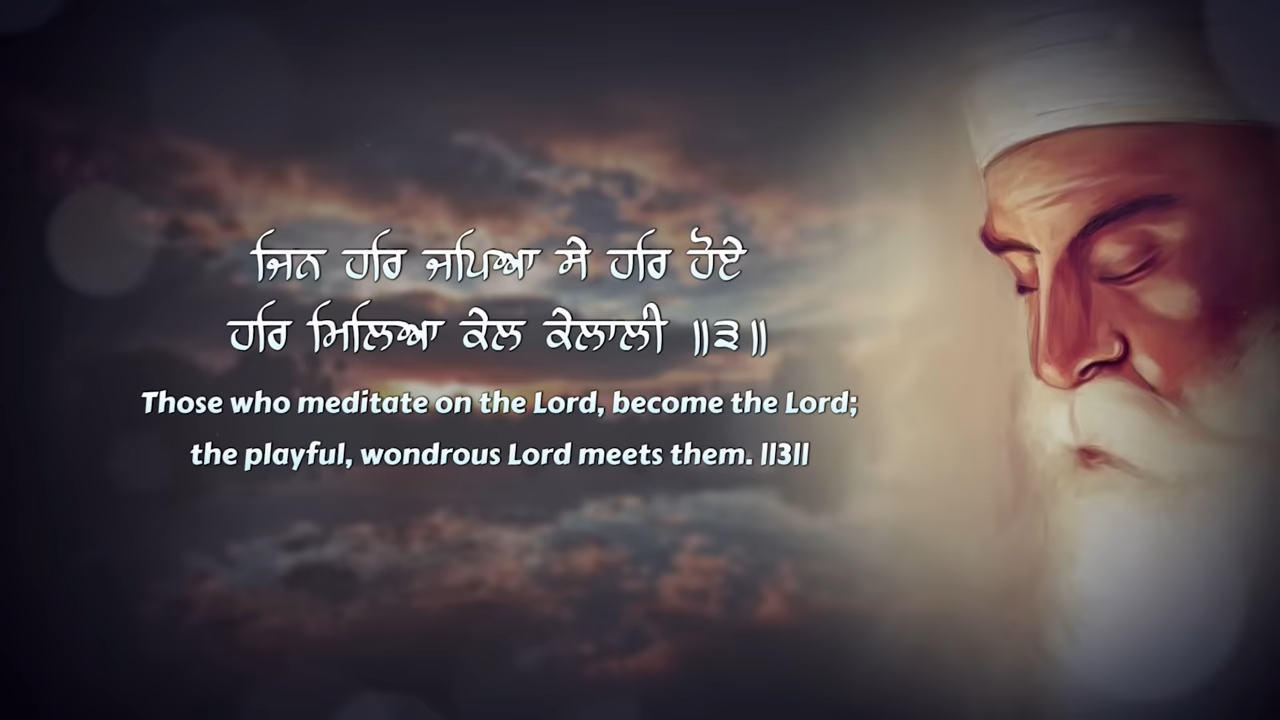 ਜਿਨ ਹਰਿ ਜਪਿਆ ਸੇ ਹਰਿ ਹੋਏ
ਹਰਿ ਮਿਲਿਆ ਕੇਲ ਕੇਲਾਲੀ ॥੩॥
Those who meditate on the Lord, become the Lord;
the playful, wondrous Lord meets them. ||3||